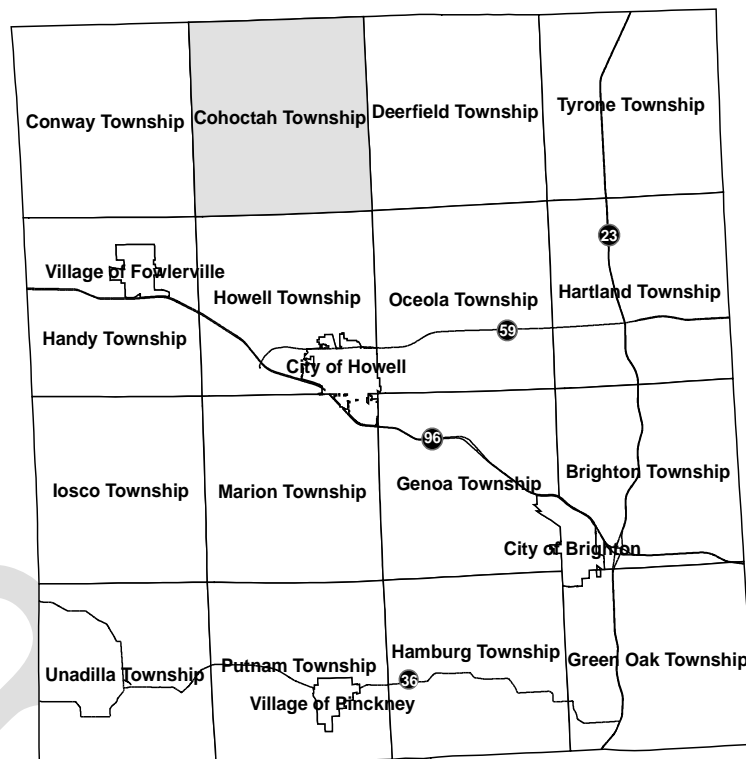 Conway Township
Cohoctah Township
Deerfield Township
Tyrone Township
23
Village of Fowlerville
Howell Township
Oceola Township
Hartland Township
59
Handy Township
City of Howell
96
Iosco Township
Marion Township
Genoa Township
Brighton Township
City of Brighton
Unadilla Township
Putnam Township
Hamburg Township
Green Oak Township
36
Village of Pinckney